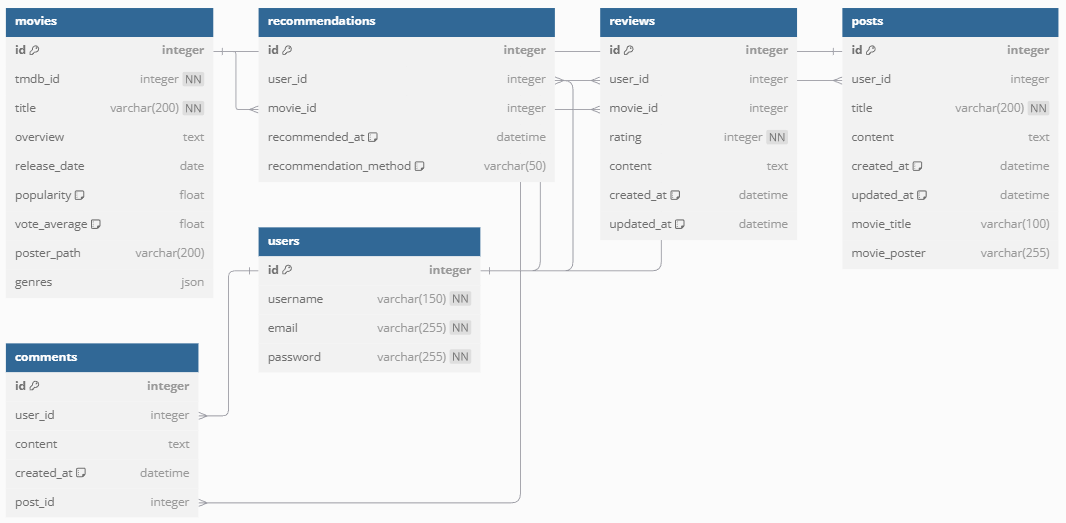 movies
id integer
tmdb_id integer NN
title varchar(200) NN
overview text
release_date date
popularity float
vote_average float
poster_path varchar(200)
genres json
recommendations
id integer
user_id integer
movie_id integer
recommended_at datetime
recommendation_method varchar(50)
reviews
id integer
user_id integer
movie_id integer
rating integer NN
content text
created_at datetime
updated_at datetime
posts
id integer
user_id integer
title varchar(200) NN
content text
created_at datetime
updated_at datetime
movie_title varchar(100)
movie_poster varchar(255)
users
id integer
username varchar(150) NN
email varchar(255) NN
password varchar(255) NN
comments
id integer
user_id integer
content text
created_at datetime
post_id integer